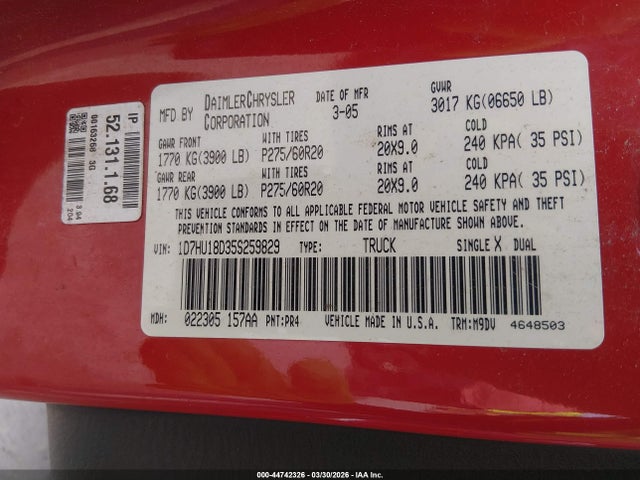 MFD BY DAIMLERCHRYSLER CORPORATION
DATE OF MFR 3-05
GVWR 3017 KG(06650 LB)
GAWR FRONT WITH TIRES RIMS AT COLD
1770 KG(3900 LB) P275/60R20 20X9.0 240 KPA( 35 PSI)
GAWR REAR WITH TIRES RIMS AT COLD
1770 KG(3900 LB) P275/60R20 20X9.0 240 KPA( 35 PSI)
THIS VEHICLE CONFORMS TO ALL APPLICABLE FEDERAL MOTOR VEHICLE SAFETY AND THEFT
PREVENTION STANDARDS IN EFFECT ON THE DATE OF MANUFACTURE SHOWN ABOVE.
VIN: 1D7HU18D35S259829 TYPE: TRUCK SINGLE X DUAL
MDH: 022305 157AA PNT:PR4 VEHICLE MADE IN U.S.A. TRM:M9DV 4648503
IP
52.131.1.68
00163260 3G
3 04
204
000-44742326 - 03/30/2026 - IAA Inc.